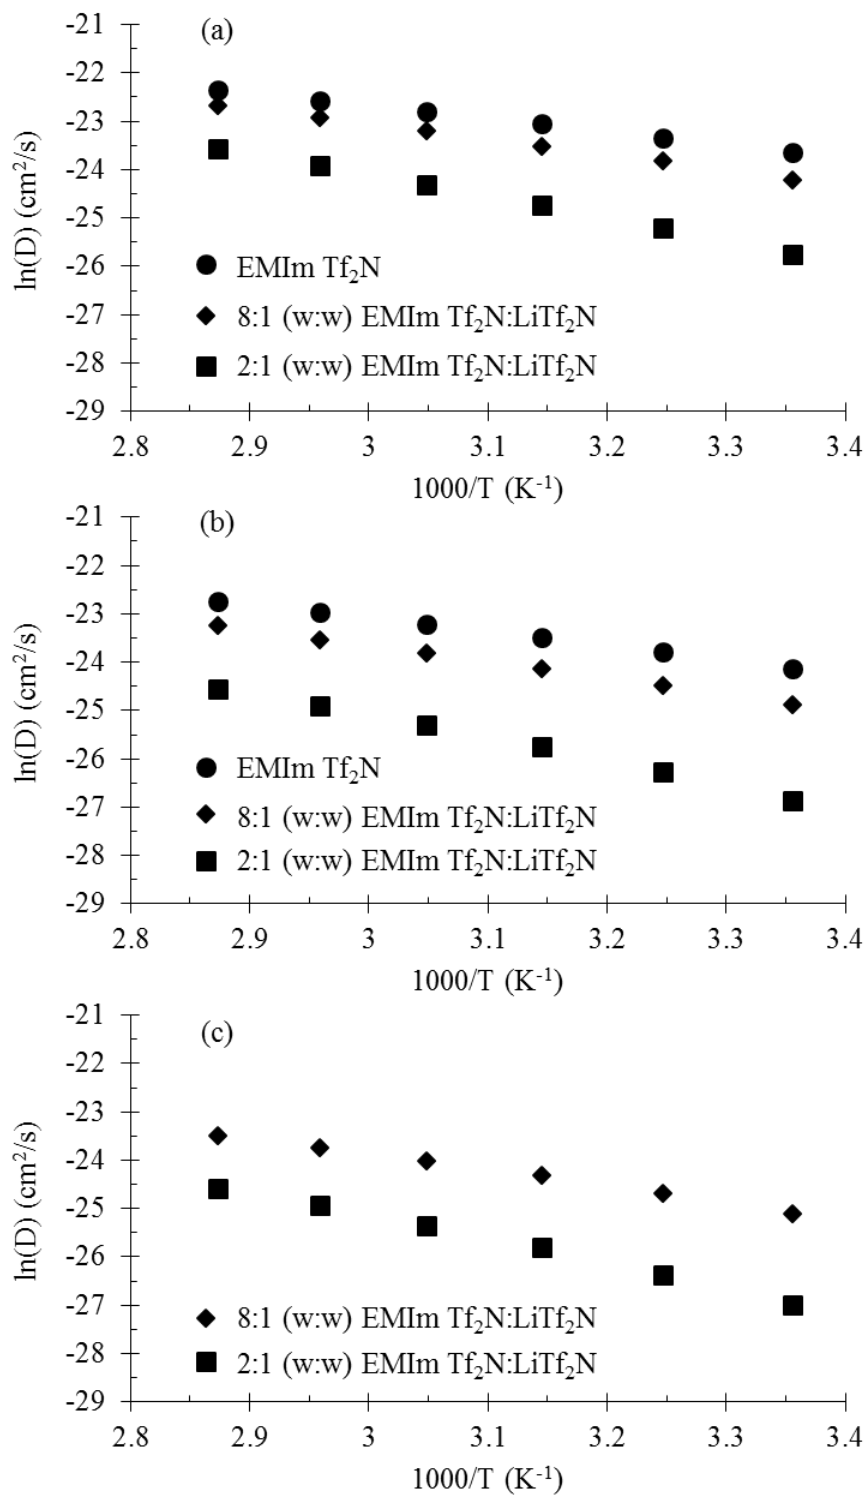 (a)
ln(D) (cm²/s)
-21
-22
-23
-24
-25
-26
-27
-28
-29
EMIm Tf₂N
8:1 (w:w) EMIm Tf₂N:LiTf₂N
2:1 (w:w) EMIm Tf₂N:LiTf₂N
2.8 2.9 3 3.1 3.2 3.3 3.4
1000/T (K⁻¹)
(b)
ln(D) (cm²/s)
-21
-22
-23
-24
-25
-26
-27
-28
-29
EMIm Tf₂N
8:1 (w:w) EMIm Tf₂N:LiTf₂N
2:1 (w:w) EMIm Tf₂N:LiTf₂N
2.8 2.9 3 3.1 3.2 3.3 3.4
1000/T (K⁻¹)
(c)
ln(D) (cm²/s)
-21
-22
-23
-24
-25
-26
-27
-28
-29
8:1 (w:w) EMIm Tf₂N:LiTf₂N
2:1 (w:w) EMIm Tf₂N:LiTf₂N
2.8 2.9 3 3.1 3.2 3.3 3.4
1000/T (K⁻¹)